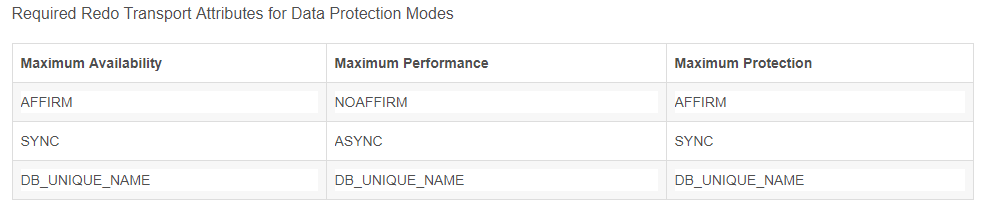 Required Redo Transport Attributes for Data Protection Modes
Maximum Availability Maximum Performance Maximum Protection
AFFIRM NOAFFIRM AFFIRM
SYNC ASYNC SYNC
DB_UNIQUE_NAME DB_UNIQUE_NAME DB_UNIQUE_NAME